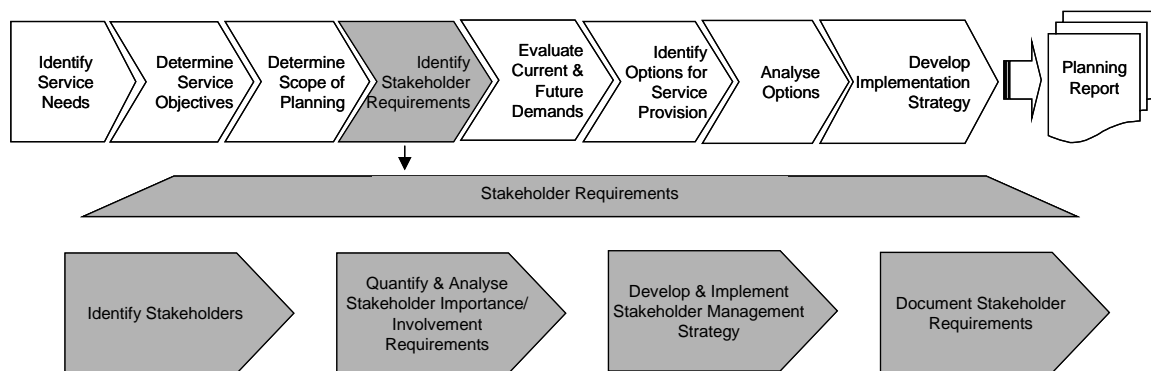 Identify
Service
Needs
Determine
Service
Objectives
Determine
Scope of
Planning
Identify
Stakeholder
Requirements
Evaluate
Current &
Future
Demands
Identify
Options for
Service
Provision
Analyse
Options
Develop
Implementation
Strategy
Planning
Report
Stakeholder Requirements
Identify Stakeholders
Quantify & Analyse
Stakeholder Importance/
Involvement
Requirements
Develop & Implement
Stakeholder Management
Strategy
Document Stakeholder
Requirements